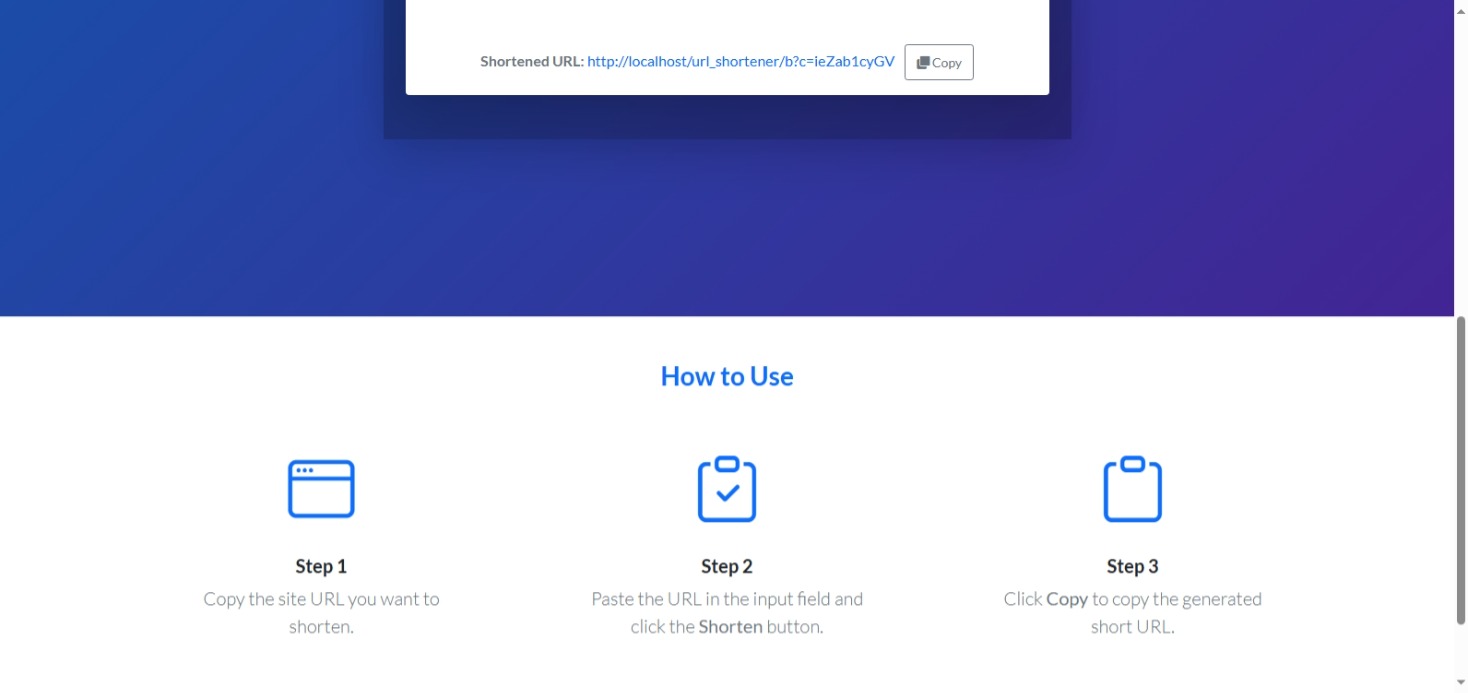 Shortened URL: http://localhost/url_shortener/b?c=ieZab1cyGV Copy
How to Use
Step 1
Copy the site URL you want to
shorten.
Step 2
Paste the URL in the input field and
click the Shorten button.
Step 3
Click Copy to copy the generated
short URL.